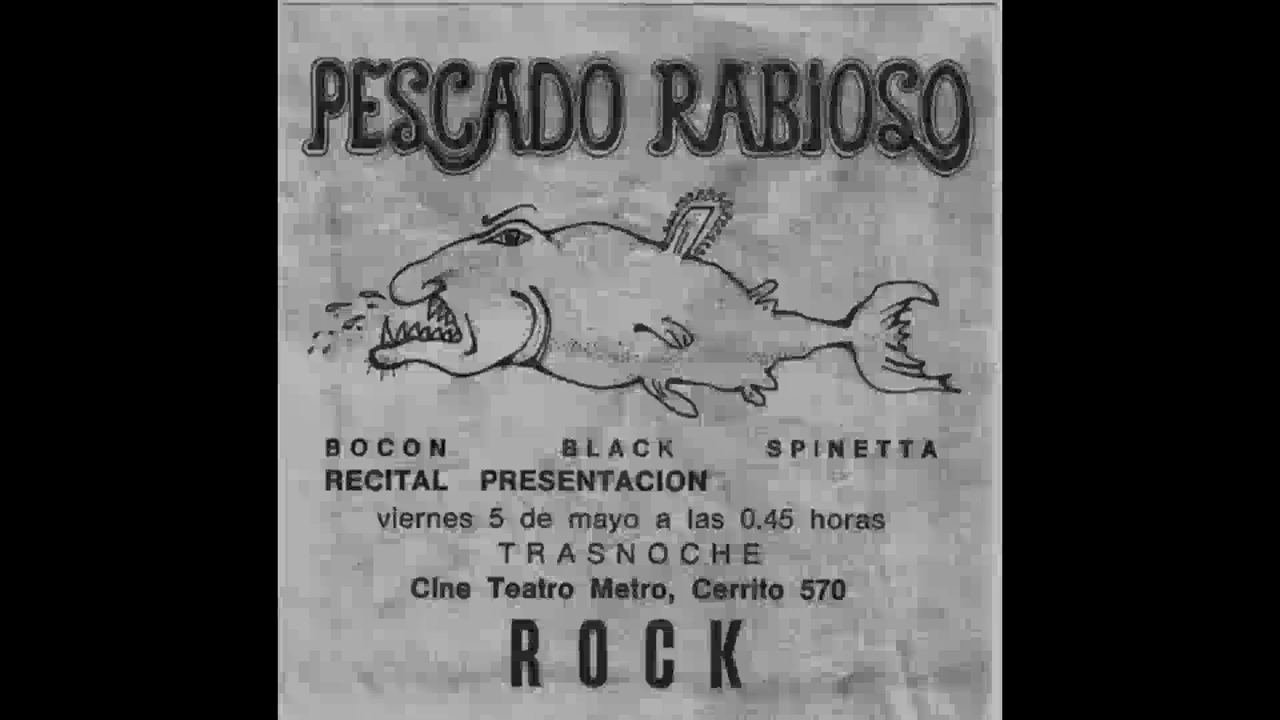 PESCADO RABIOSO
BOCON BLACK SPINETTA
RECITAL PRESENTACION
viernes 5 de mayo a las 0.45 horas
TRASNOCHE
Cine Teatro Metro, Cerrito 570
ROCK